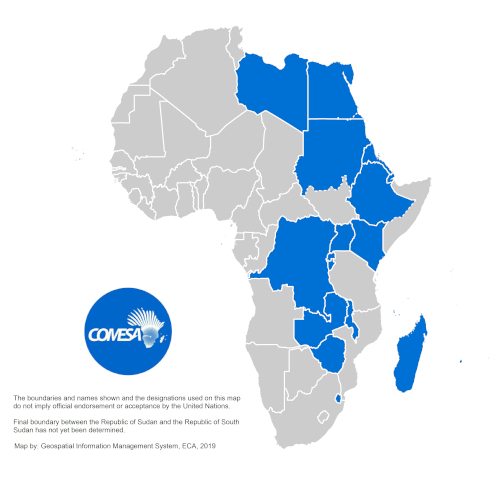 COMESA
The boundaries and names shown and the designations used on this map
do not imply official endorsement or acceptance by the United Nations.
Final boundary between the Republic of Sudan and the Republic of South
Sudan has not yet been determined.
Map by: Geospatial Information Management System, ECA, 2019